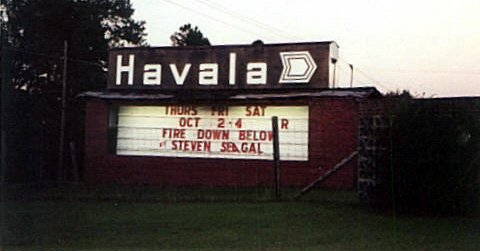 Havala
THURS FRI SAT
OCT 2-4 R
FIRE DOWN BELOW
STEVEN SEAGAL